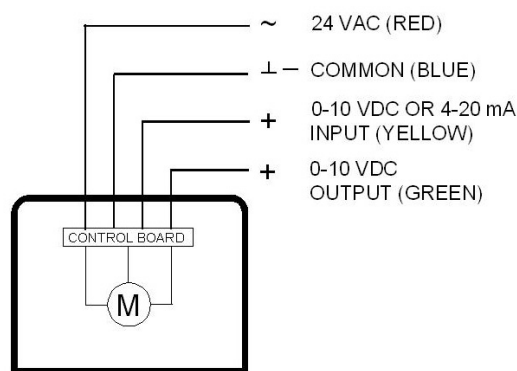 ~ 24 VAC (RED)
⊥ − COMMON (BLUE)
+ 0-10 VDC OR 4-20 mA
INPUT (YELLOW)
+ 0-10 VDC
OUTPUT (GREEN)
CONTROL BOARD
M